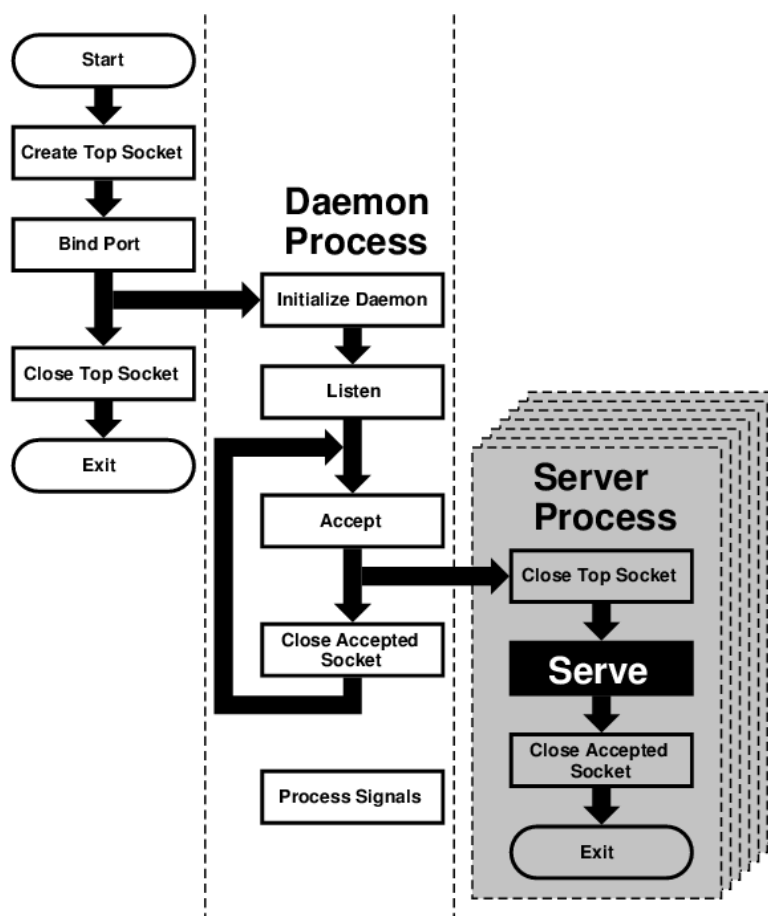 Start
Create Top Socket
Bind Port
Close Top Socket
Exit
Daemon
Process
Initialize Daemon
Listen
Accept
Close Accepted
Socket
Process Signals
Server
Process
Close Top Socket
Serve
Close Accepted
Socket
Exit